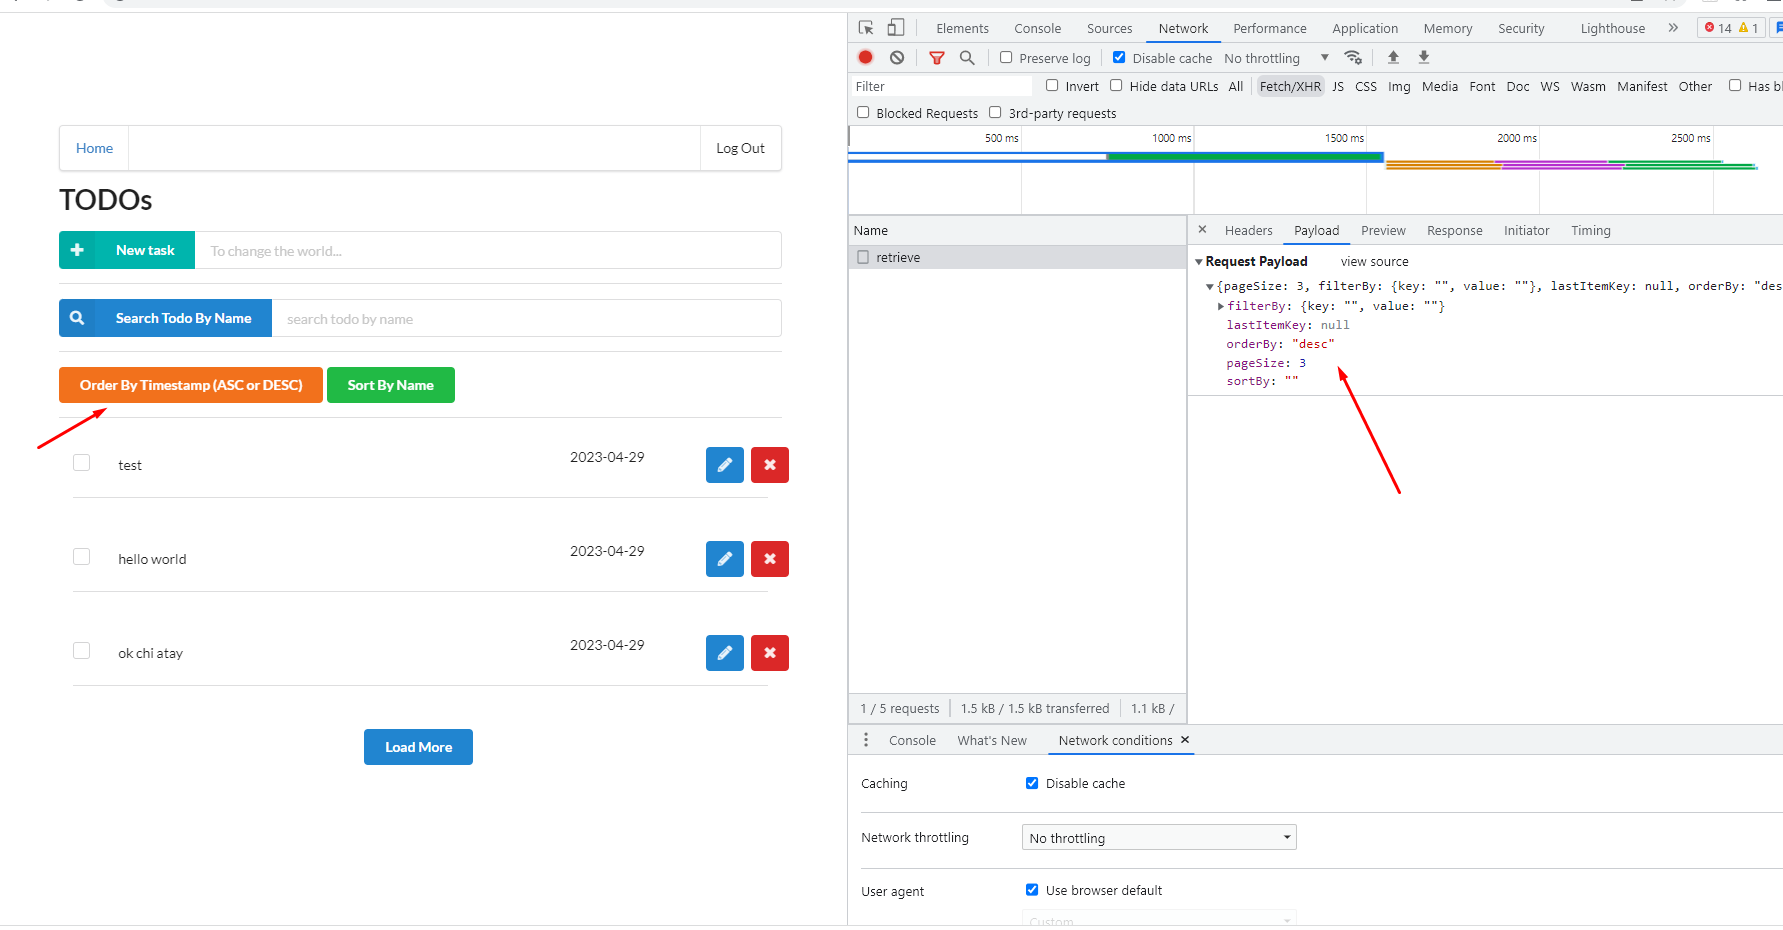 Home
Log Out
TODOs
New task
To change the world...
Search Todo By Name
search todo by name
Order By Timestamp (ASC or DESC)
Sort By Name
test
2023-04-29
hello world
2023-04-29
ok chi atay
2023-04-29
Load More
Elements Console Sources Network Performance Application Memory Security Lighthouse 14 1
Preserve log Disable cache No throttling
Filter Invert Hide data URLs All Fetch/XHR JS CSS Img Media Font Doc WS Wasm Manifest Other Has bl
Blocked Requests 3rd-party requests
500 ms 1000 ms 1500 ms 2000 ms 2500 ms
Name
retrieve
1 / 5 requests 1.5 kB / 1.5 kB transferred 1.1 kB /
Headers Payload Preview Response Initiator Timing
Request Payload view source
{pageSize: 3, filterBy: {key: "", value: ""}, lastItemKey: null, orderBy: "des
filterBy: {key: "", value: ""}
lastItemKey: null
orderBy: "desc"
pageSize: 3
sortBy: ""
Console What's New Network conditions
Caching Disable cache
Network throttling No throttling
User agent Use browser default
Custom...